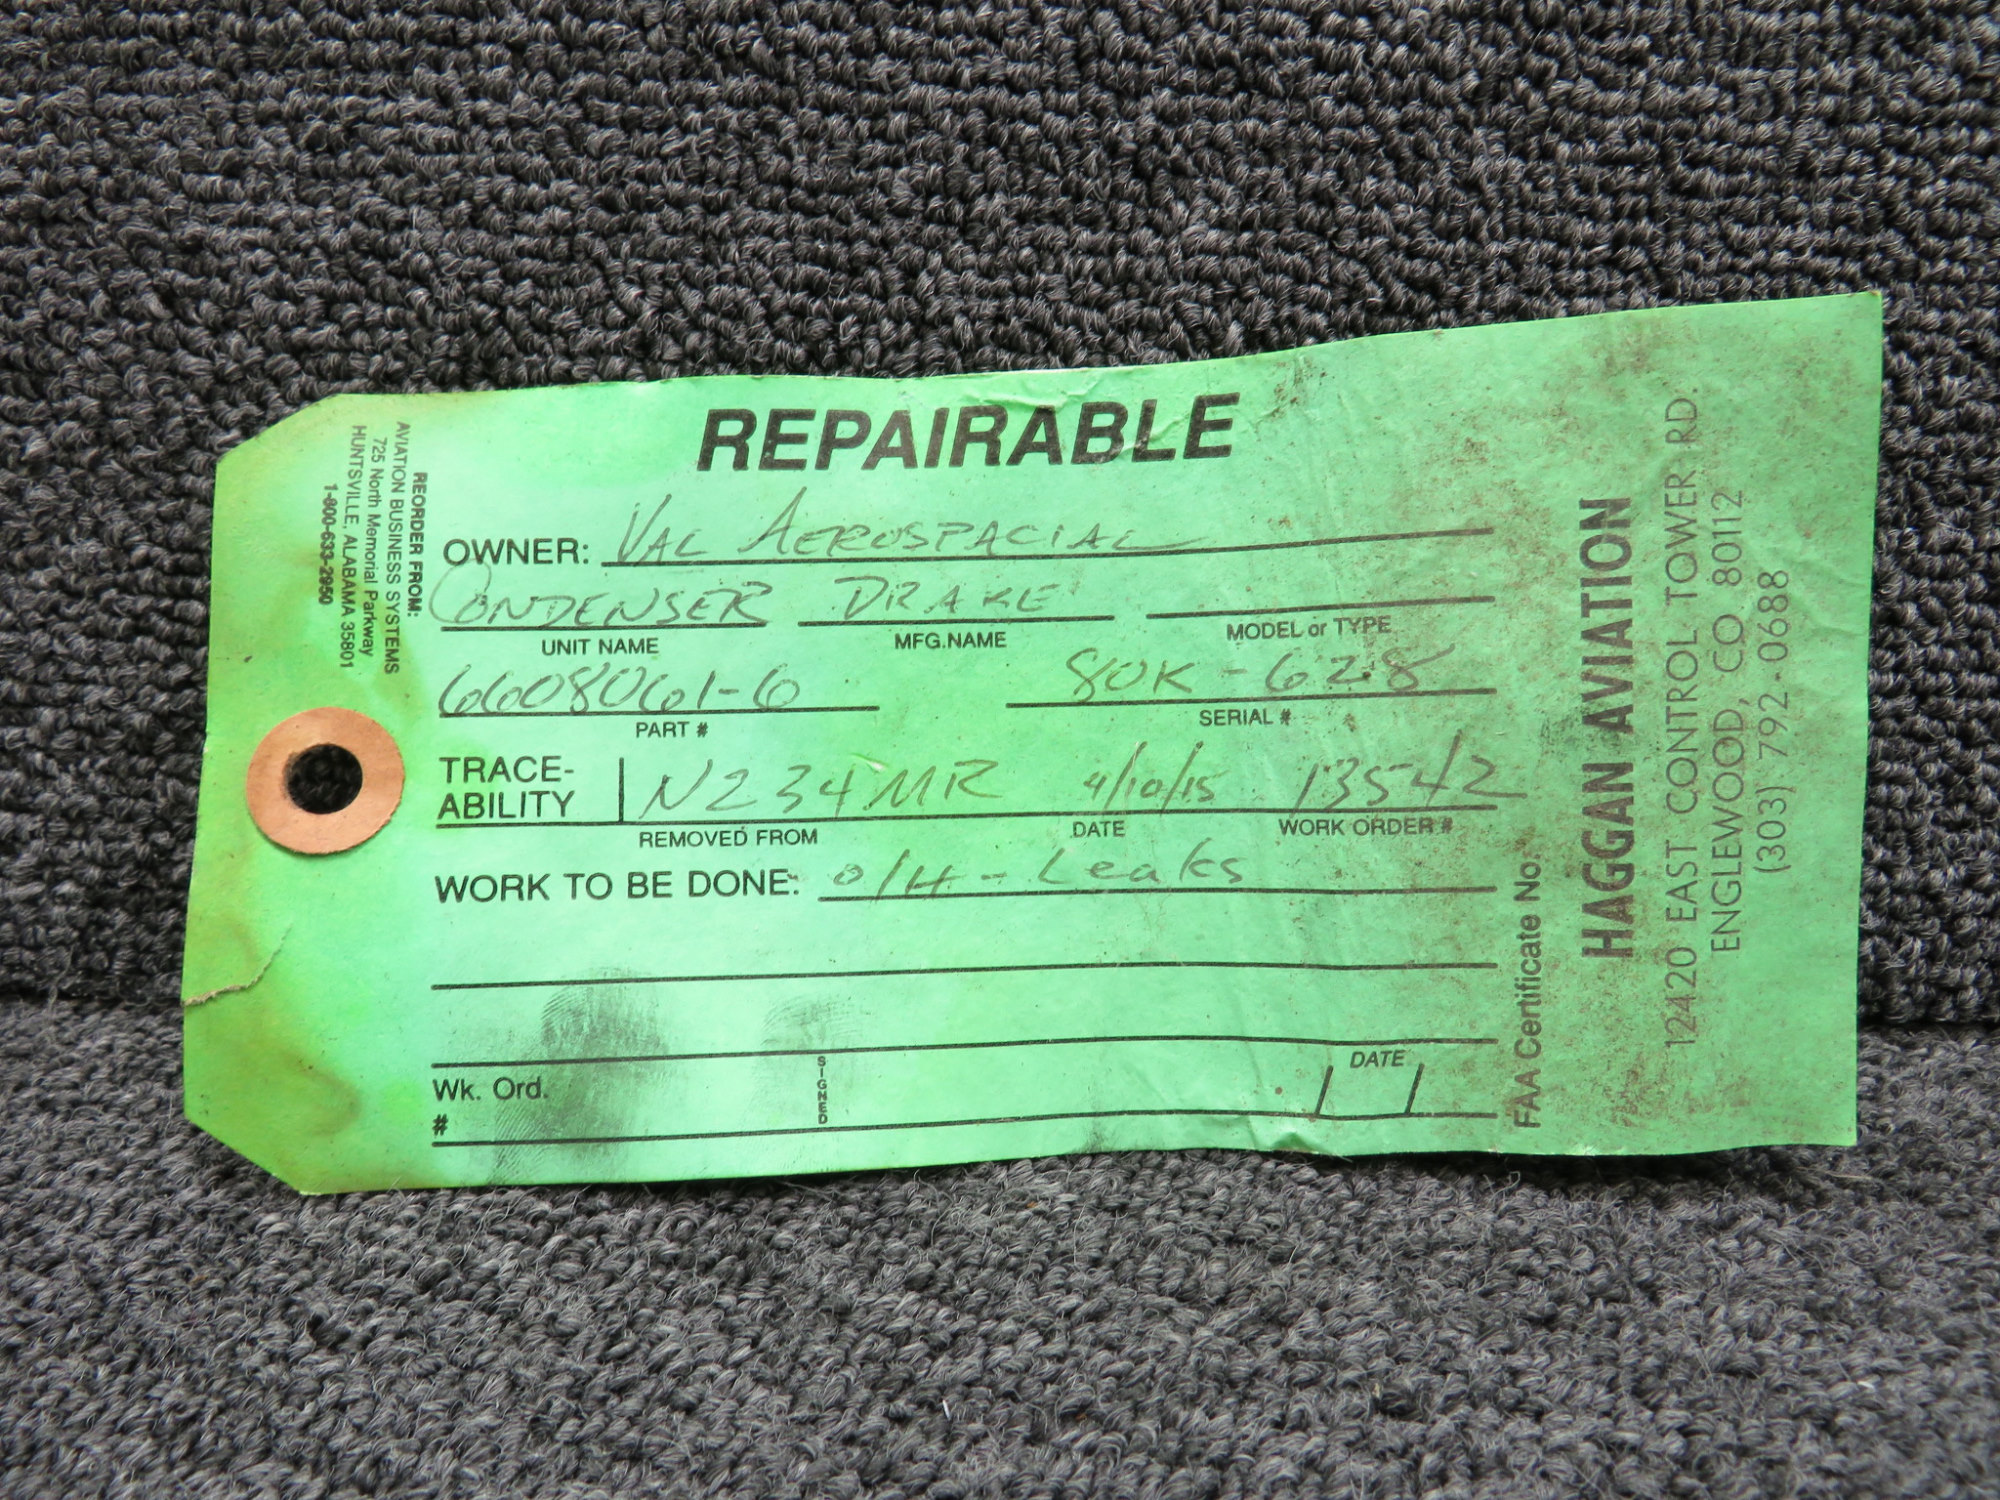 REPAIRABLE
OWNER: VAL AEROSPACIAL
CONDENSER DRAKE
UNIT NAME MFG.NAME MODEL or TYPE
6608061-6 80K-628
PART # SERIAL #
TRACE-
ABILITY N234MR 4/10/15 13542
REMOVED FROM DATE WORK ORDER #
WORK TO BE DONE: O/H - Leaks
Wk. Ord.
#
SIGNED
DATE
REORDER FROM:
AVIATION BUSINESS SYSTEMS
725 North Memorial Parkway
HUNTSVILLE, ALABAMA 35801
1-800-633-2950
FAA Certificate No.
HAGGAN AVIATION
12420 EAST CONTROL TOWER RD.
ENGLEWOOD, CO 80112
(303) 792-0688